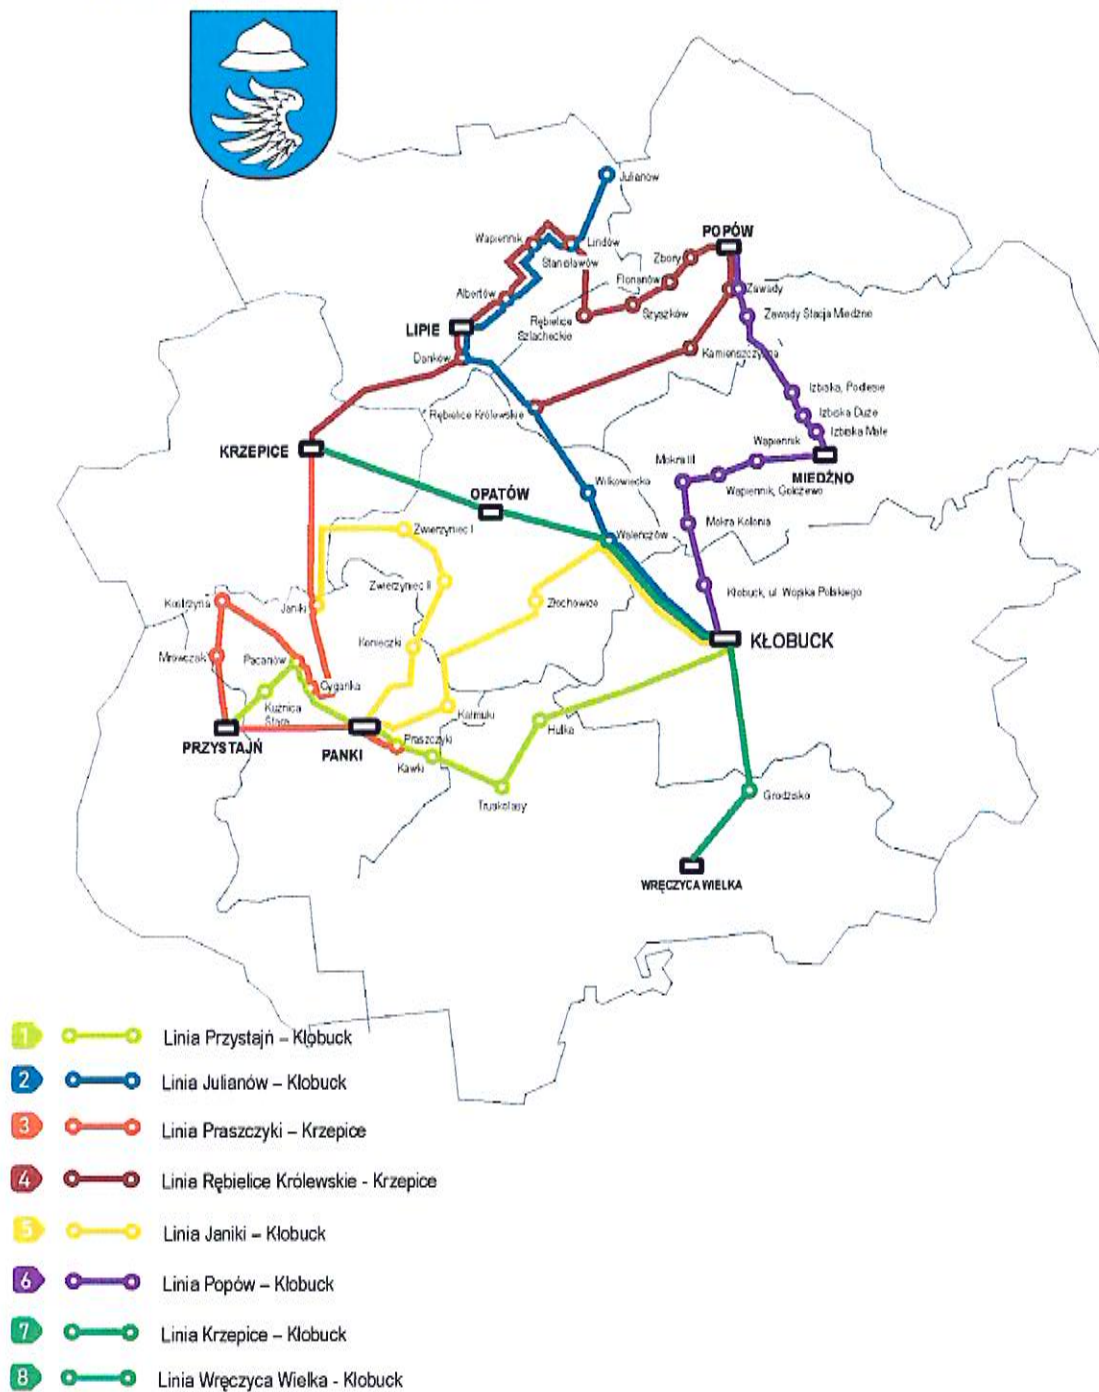 Julianów
POPÓW
Wapiennik
Lindów
Zbory
Stanisławów
Florianów
Albertów
Zawady
Szyszków
Zawady Stacja Miedźno
Rębielice
Szlacheckie
LIPIE
Danków
Kamieńszczyzna
Izbiska, Podlesie
Rębielice Królewskie
Izbiska Duże
Izbiska Małe
KRZEPICE
Wapiennik
Mokra III
MIEDŹNO
Wapiennik, Golczewo
Wilkowiecko
OPATÓW
Mokra Kolonia
Zwierzyniec I
Waleńczów
Zwierzyniec II
Kłobuck, ul. Wojska Polskiego
Kostrzyna
Janiki
Złochowice
KŁOBUCK
Konieczki
Mrówczak
Pacanów
Cyganka
Kuźnica
Stara
Kałmuki
Hutka
PRZYSTAJŃ
PANKI
Praszczyki
Kawki
Truskolasy
Grodzisko
WRĘCZYCA WIELKA
1 Linia Przystajń – Kłobuck
2 Linia Julianów – Kłobuck
3 Linia Praszczyki – Krzepice
4 Linia Rębielice Królewskie - Krzepice
5 Linia Janiki – Kłobuck
6 Linia Popów – Kłobuck
7 Linia Krzepice – Kłobuck
8 Linia Wręczyca Wielka - Kłobuck